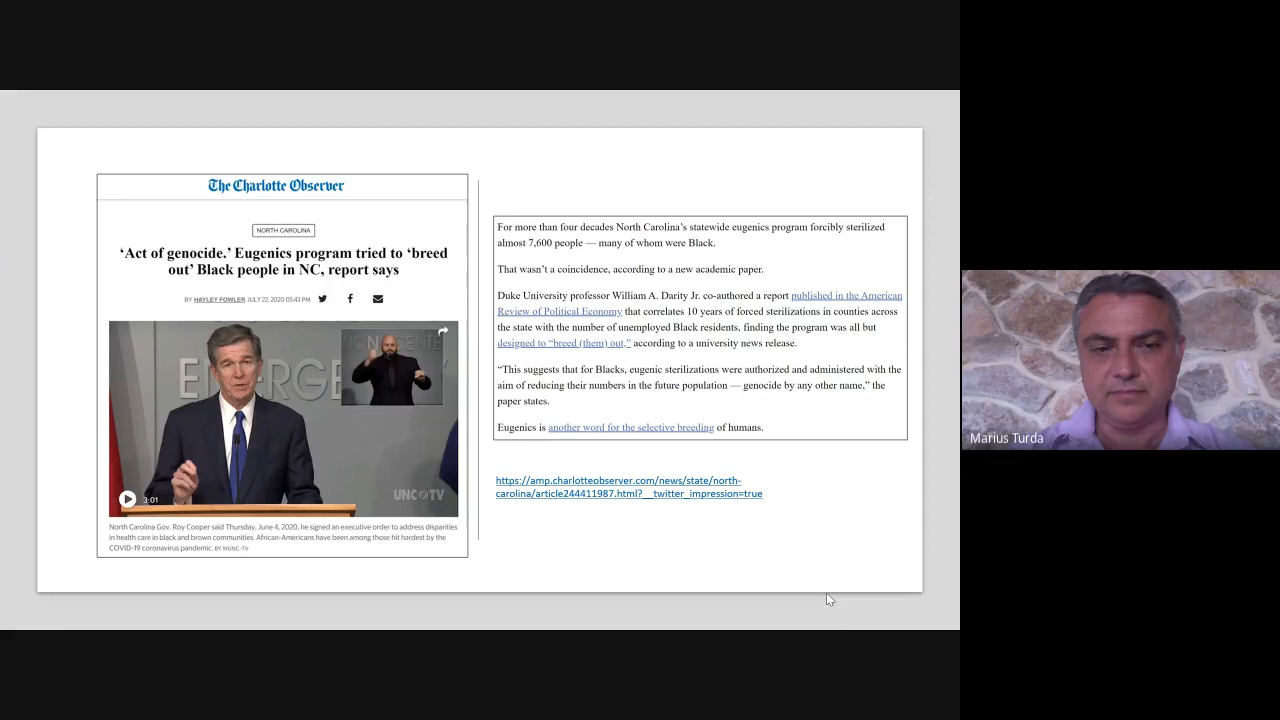 The Charlotte Observer
NORTH CAROLINA
‘Act of genocide.’ Eugenics program tried to ‘breed
out’ Black people in NC, report says
BY HAYLEY FOWLER JULY 22, 2020 05:43 PM
EMERGE
3:01
UNC TV
North Carolina Gov. Roy Cooper said Thursday, June 4, 2020, he signed an executive order to address disparities
in health care in black and brown communities. African-Americans have been among those hit hardest by the
COVID-19 coronavirus pandemic. BY WUNC-TV
For more than four decades North Carolina’s statewide eugenics program forcibly sterilized
almost 7,600 people — many of whom were Black.
That wasn’t a coincidence, according to a new academic paper.
Duke University professor William A. Darity Jr. co-authored a report published in the American
Review of Political Economy that correlates 10 years of forced sterilizations in counties across
the state with the number of unemployed Black residents, finding the program was all but
designed to “breed (them) out,” according to a university news release.
“This suggests that for Blacks, eugenic sterilizations were authorized and administered with the
aim of reducing their numbers in the future population — genocide by any other name,” the
paper states.
Eugenics is another word for the selective breeding of humans.
https://amp.charlotteobserver.com/news/state/north-
carolina/article244411987.html?__twitter_impression=true
Marius Turda